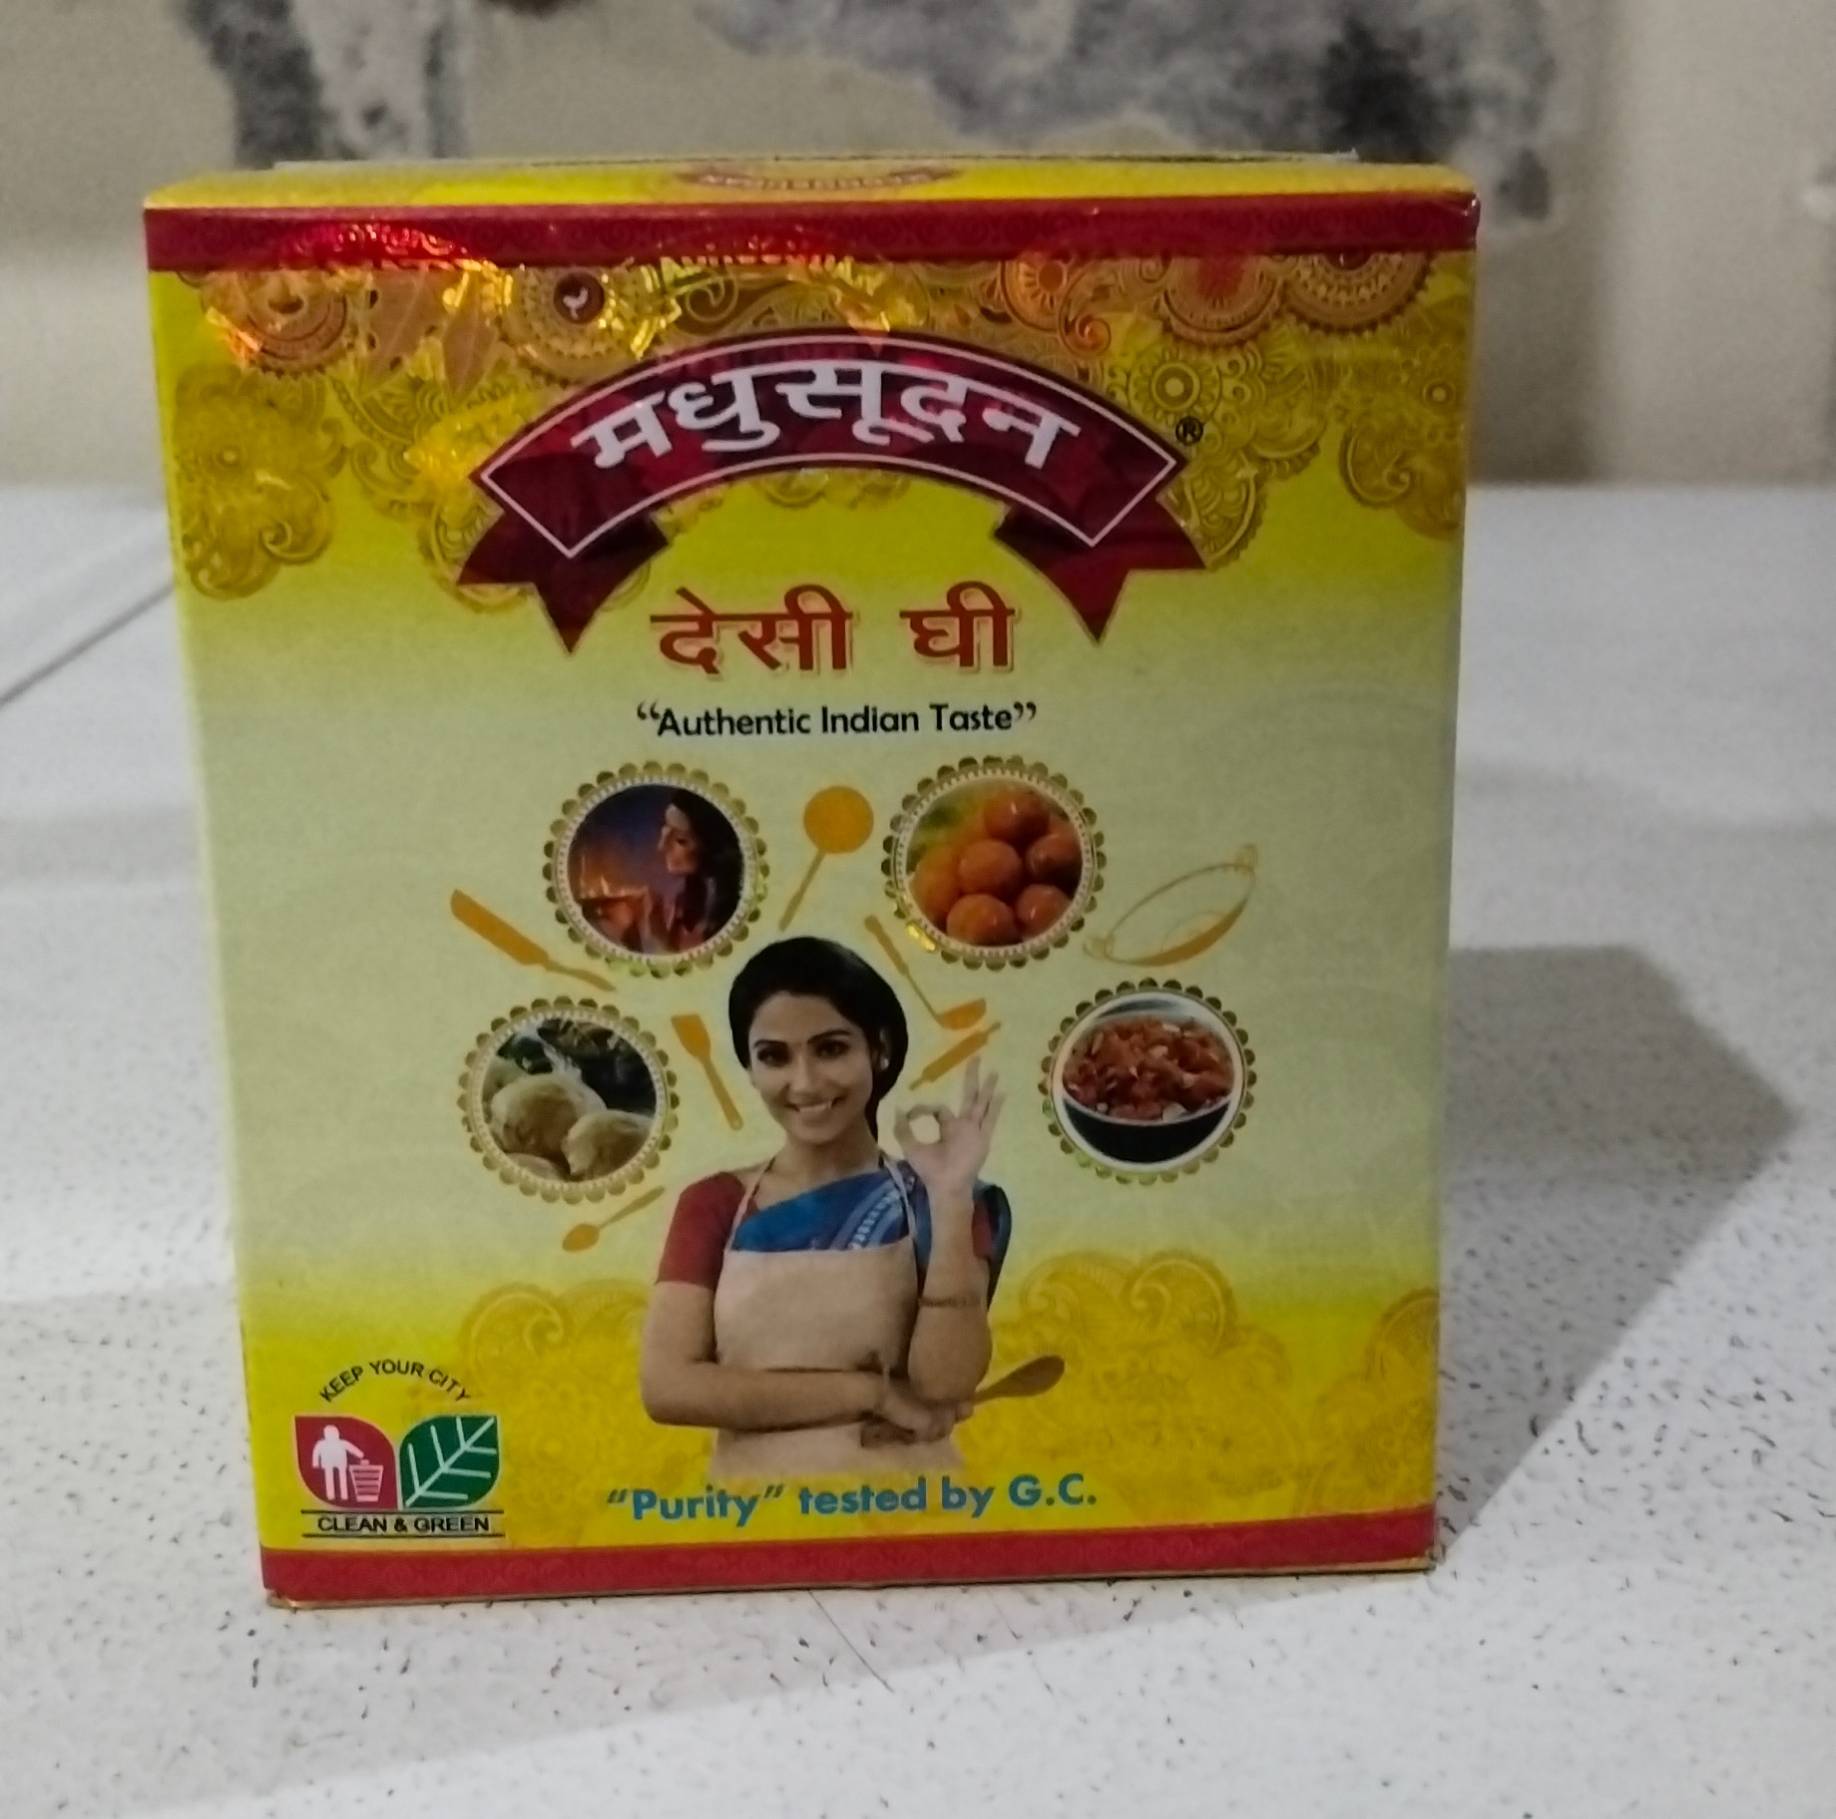 मधुसूदन
®
देसी घी
“Authentic Indian Taste”
KEEP YOUR CITY
CLEAN & GREEN
"Purity" tested by G.C.